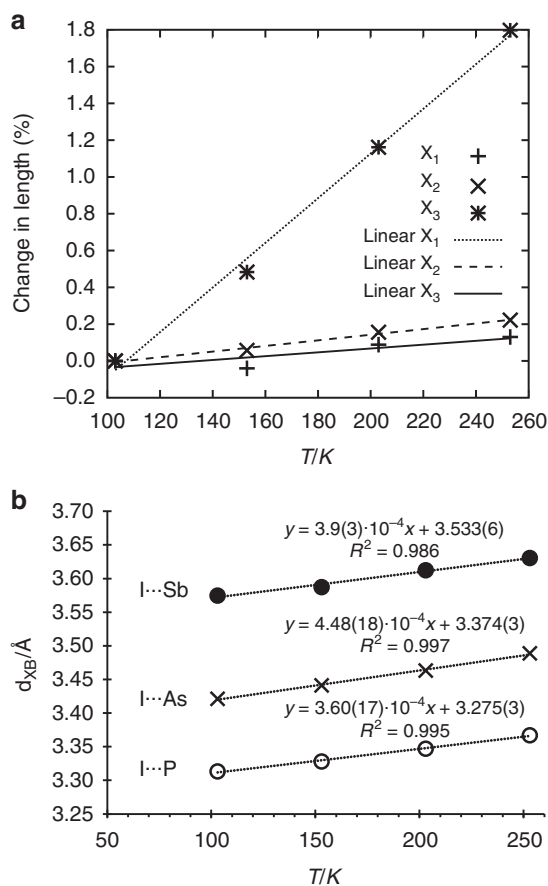 a
Change in length (%)
1.8
1.6
1.4
1.2
1.0
0.8
0.6
0.4
0.2
0.0
−0.2
X₁
X₂
X₃
Linear X₁
Linear X₂
Linear X₃
100 120 140 160 180 200 220 240 260
T/K
b
d_XB/Å
3.70
3.65
3.60
3.55
3.50
3.45
3.40
3.35
3.30
3.25
y = 3.9(3)·10⁻⁴x + 3.533(6)
R² = 0.986
I···Sb
y = 4.48(18)·10⁻⁴x + 3.374(3)
R² = 0.997
I···As
y = 3.60(17)·10⁻⁴x + 3.275(3)
R² = 0.995
I···P
50 100 150 200 250
T/K